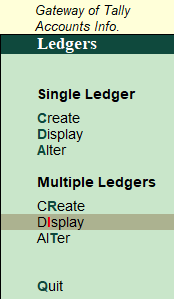 Gateway of Tally
Accounts Info.
Ledgers
Single Ledger
Create
Display
Alter
Multiple Ledgers
CReate
DIsplay
AlTer
Quit